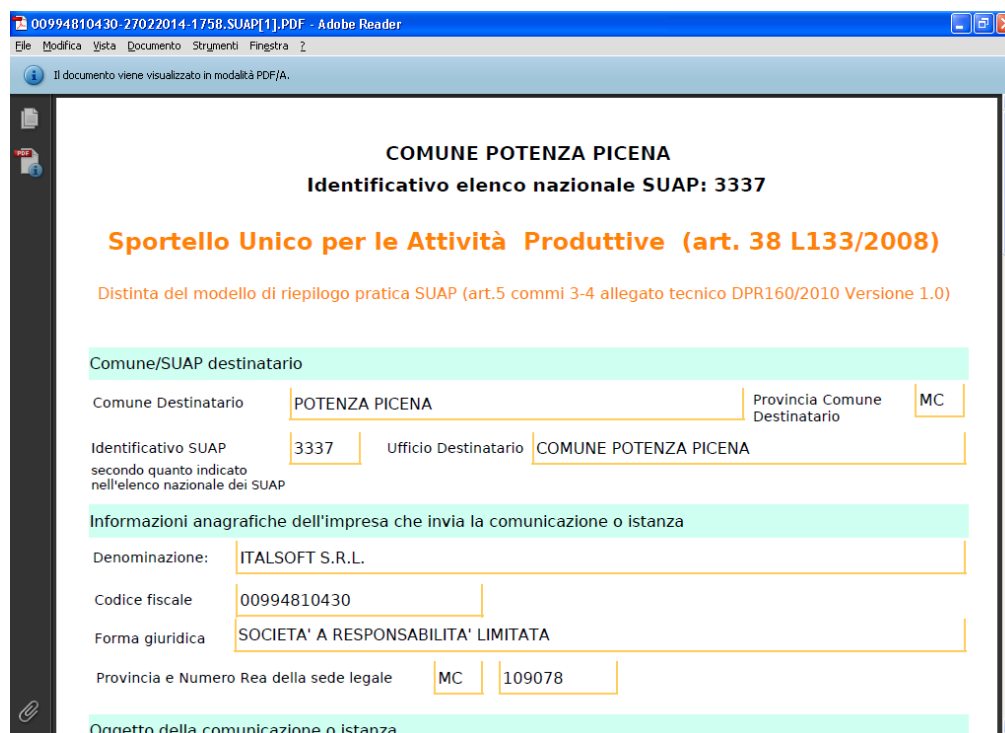 00994810430-27022014-1758.SUAP[1].PDF - Adobe Reader
File Modifica Vista Documento Strumenti Finestra ?
Il documento viene visualizzato in modalità PDF/A.
COMUNE POTENZA PICENA
Identificativo elenco nazionale SUAP: 3337
Sportello Unico per le Attività Produttive (art. 38 L133/2008)
Distinta del modello di riepilogo pratica SUAP (art.5 commi 3-4 allegato tecnico DPR160/2010 Versione 1.0)
Comune/SUAP destinatario
Comune Destinatario POTENZA PICENA Provincia Comune Destinatario MC
Identificativo SUAP 3337 Ufficio Destinatario COMUNE POTENZA PICENA
secondo quanto indicato
nell'elenco nazionale dei SUAP
Informazioni anagrafiche dell'impresa che invia la comunicazione o istanza
Denominazione: ITALSOFT S.R.L.
Codice fiscale 00994810430
Forma giuridica SOCIETA' A RESPONSABILITA' LIMITATA
Provincia e Numero Rea della sede legale MC 109078
Oggetto della comunicazione o istanza